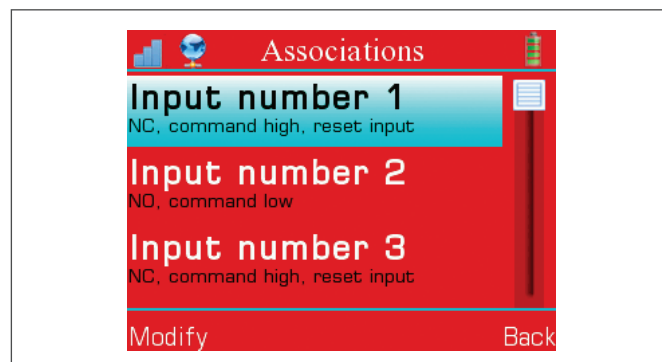 Associations
Input number 1
NC, command high, reset input
Input number 2
NO, command low
Input number 3
NC, command high, reset input
Modify Back